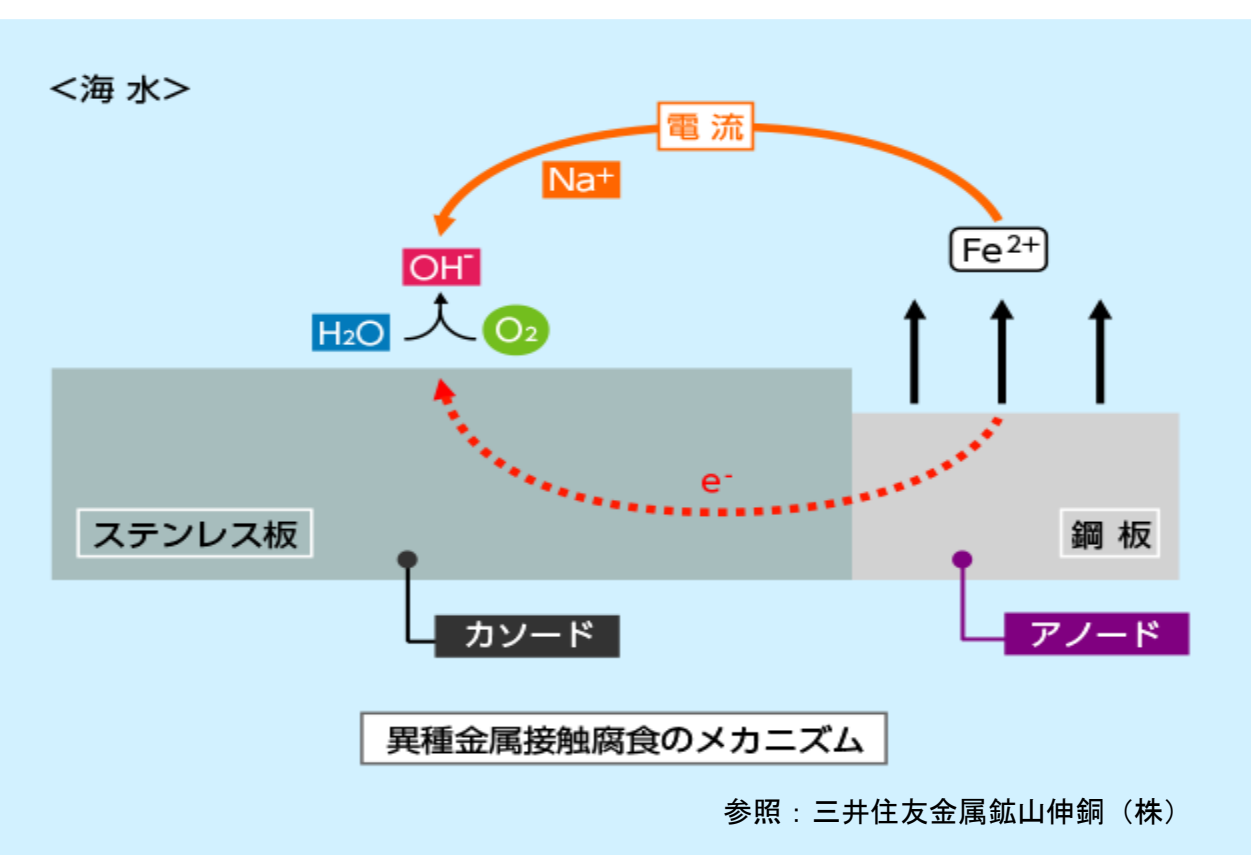 ＜海 水＞
電 流
Na⁺
Fe²⁺
OH⁻
H₂O
O₂
e⁻
ステンレス板
鋼 板
カソード
アノード
異種金属接触腐食のメカニズム
参照：三井住友金属鉱山伸銅（株）